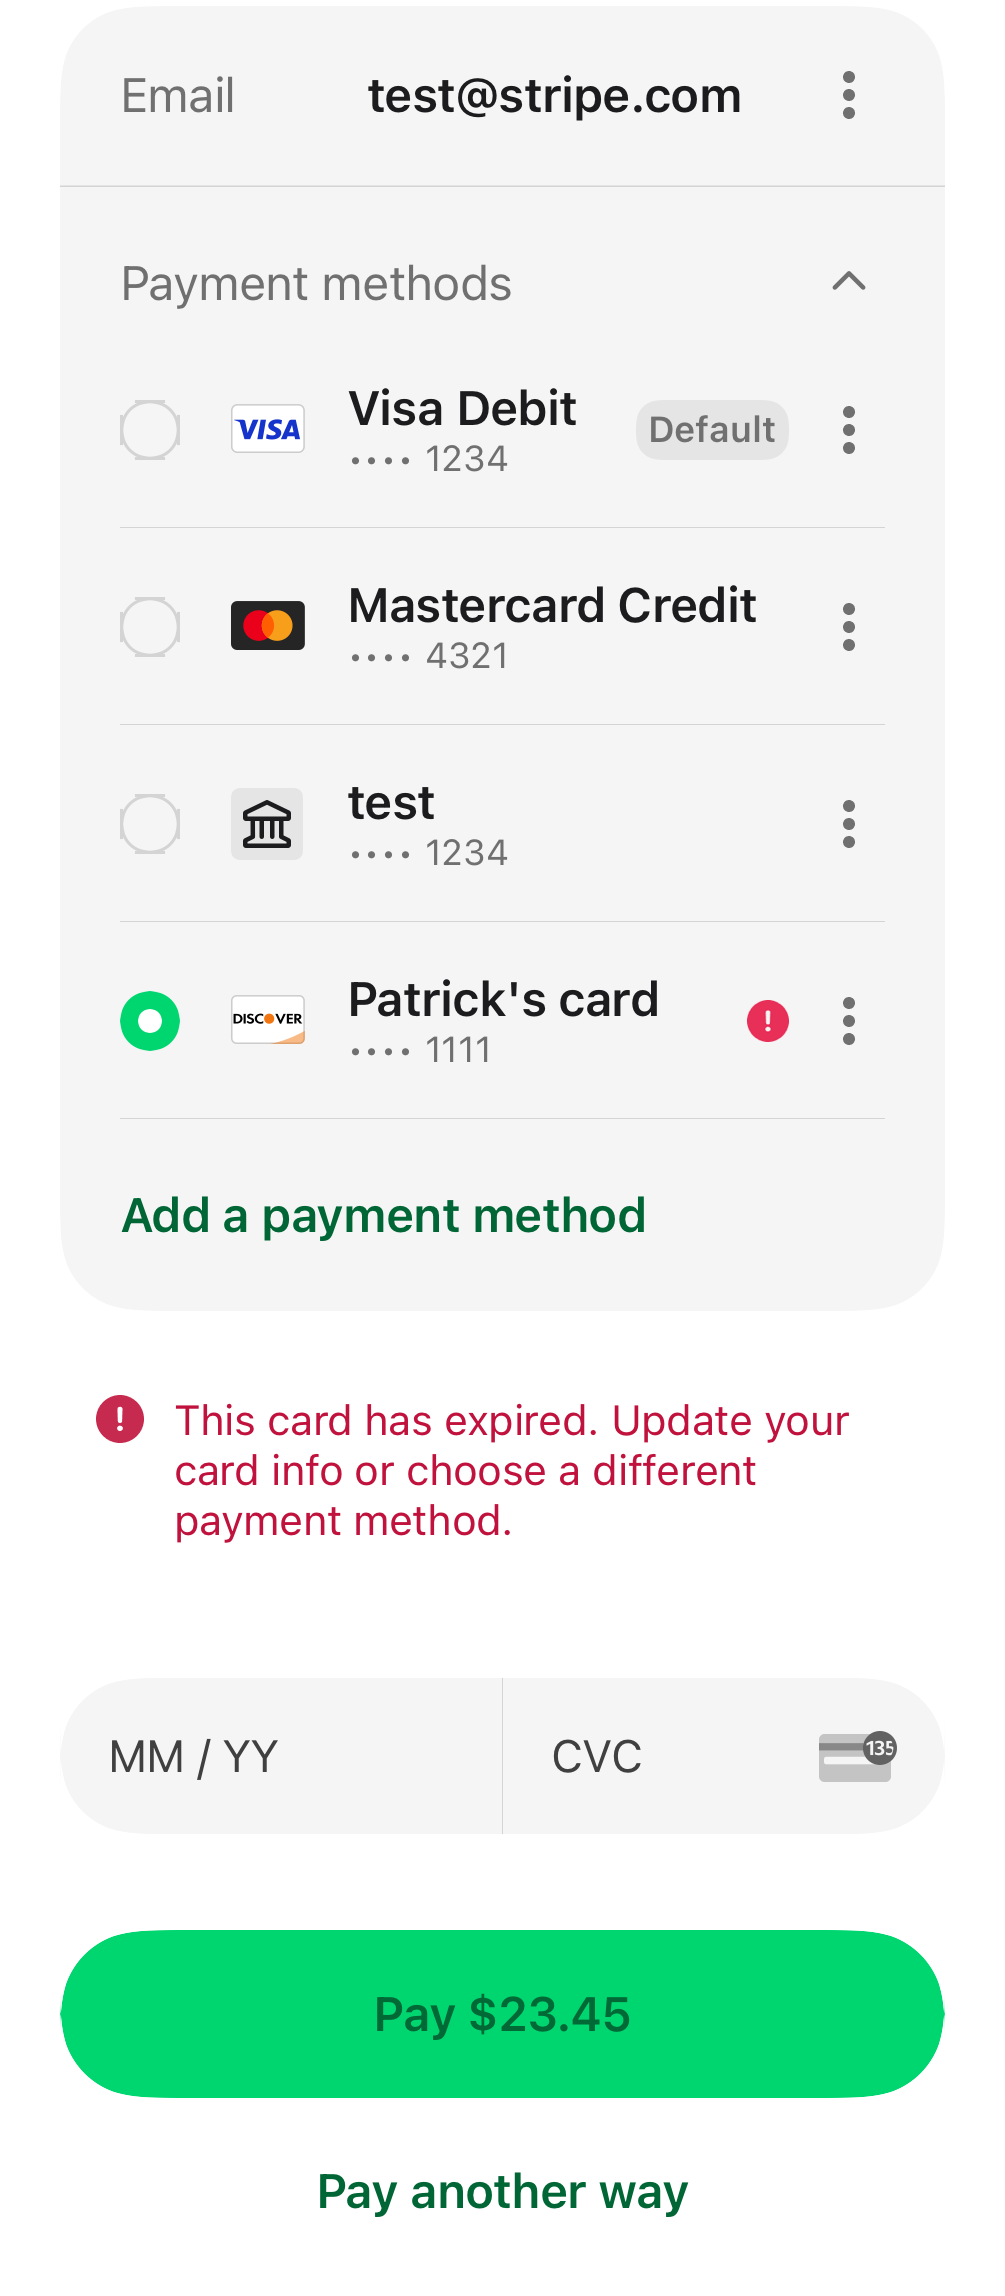 Email test@stripe.com
Payment methods
VISA Visa Debit Default
•••• 1234
Mastercard Credit
•••• 4321
test
•••• 1234
DISCOVER Patrick's card
•••• 1111
Add a payment method
This card has expired. Update your
card info or choose a different
payment method.
MM / YY CVC 135
Pay $23.45
Pay another way